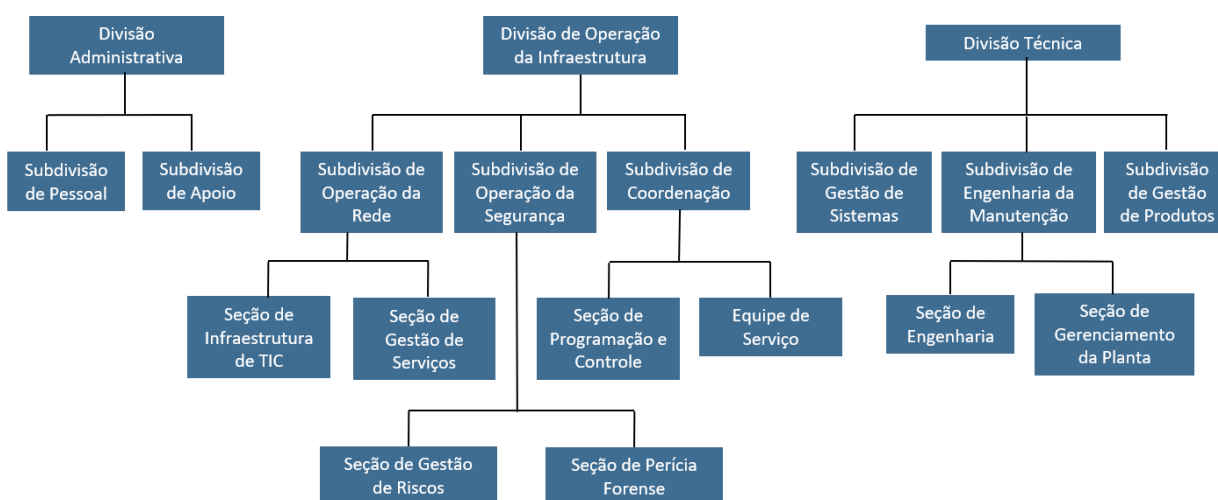 Divisão
Administrativa
Divisão de Operação
da Infraestrutura
Divisão Técnica
Subdivisão
de Pessoal
Subdivisão
de Apoio
Subdivisão de
Operação da
Rede
Subdivisão de
Operação da
Segurança
Subdivisão de
Coordenação
Subdivisão de
Gestão de
Sistemas
Subdivisão de
Engenharia da
Manutenção
Subdivisão
de Gestão
de Produtos
Seção de
Infraestrutura
de TIC
Seção de
Gestão de
Serviços
Seção de
Programação e
Controle
Equipe de
Serviço
Seção de
Engenharia
Seção de
Gerenciamento
da Planta
Seção de Gestão
de Riscos
Seção de Perícia
Forense